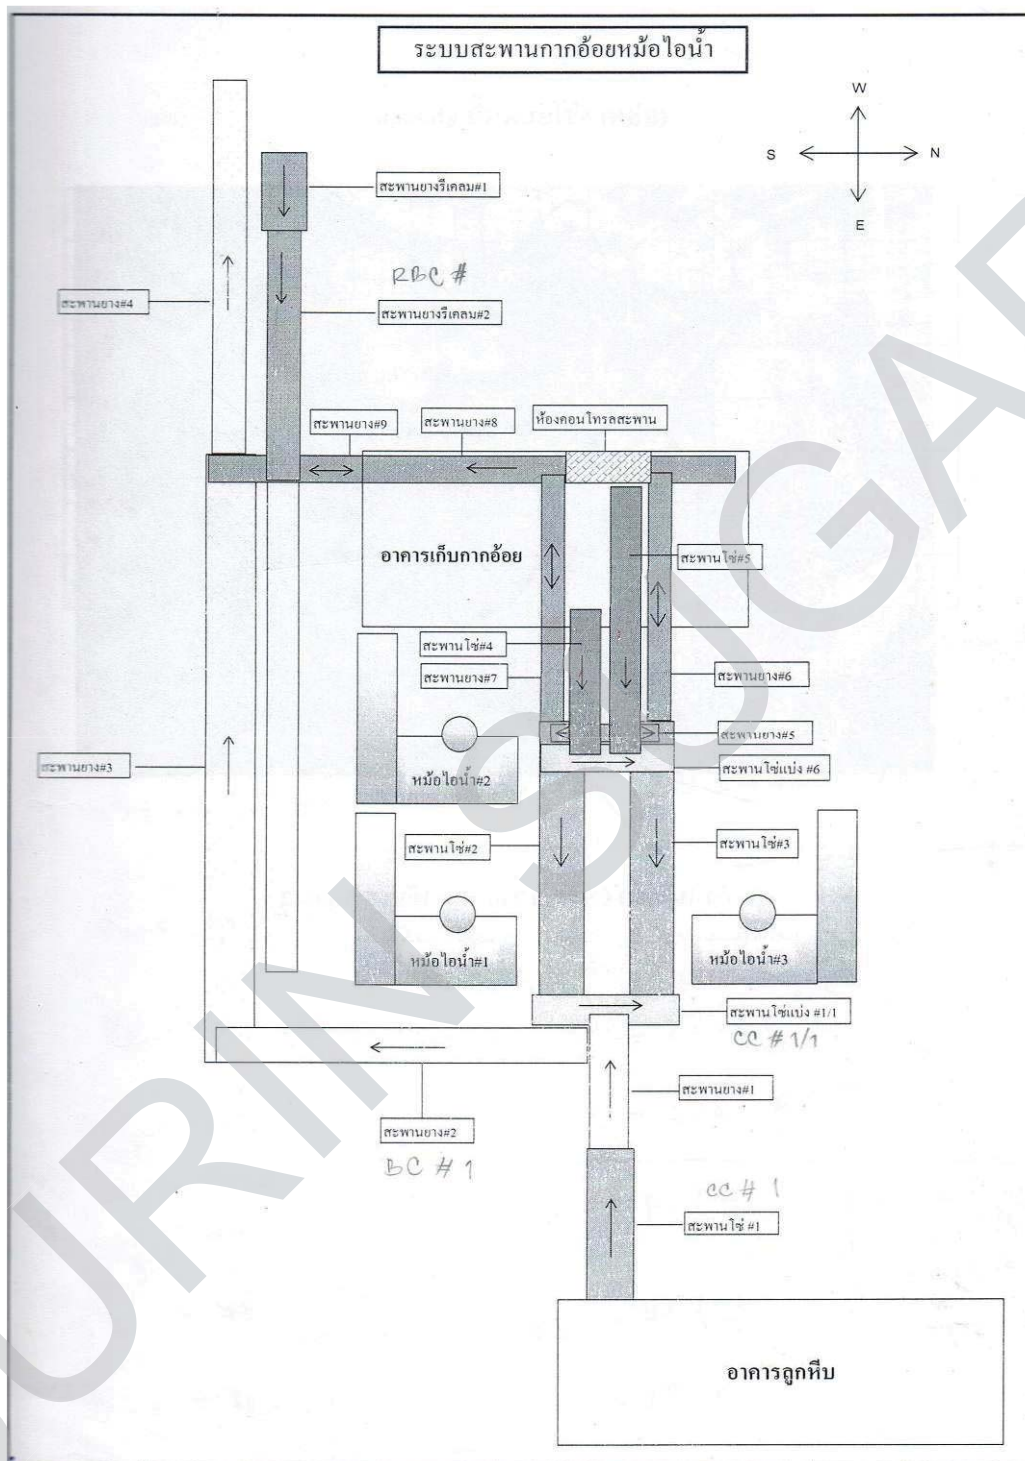 ระบบสะพานกากอ้อยหม้อไอน้ำ
W
S
N
E
สะพานยางรีเคลม#1
RBC #
สะพานยาง#4
สะพานยางรีเคลม#2
สะพานยาง#9
สะพานยาง#8
ห้องคอนโทรลสะพาน
อาคารเก็บกากอ้อย
สะพานโซ่#5
สะพานโซ่#4
สะพานยาง#7
สะพานยาง#6
สะพานยาง#5
สะพานยาง#3
สะพานโซ่แบ่ง #6
หม้อไอน้ำ#2
สะพานโซ่#2
สะพานโซ่#3
หม้อไอน้ำ#1
หม้อไอน้ำ#3
สะพานโซ่แบ่ง #1/1
CC # 1/1
สะพานยาง#1
สะพานยาง#2
BC # 1
CC # 1
สะพานโซ่ #1
อาคารลูกหีบ
SURIN SUGAR